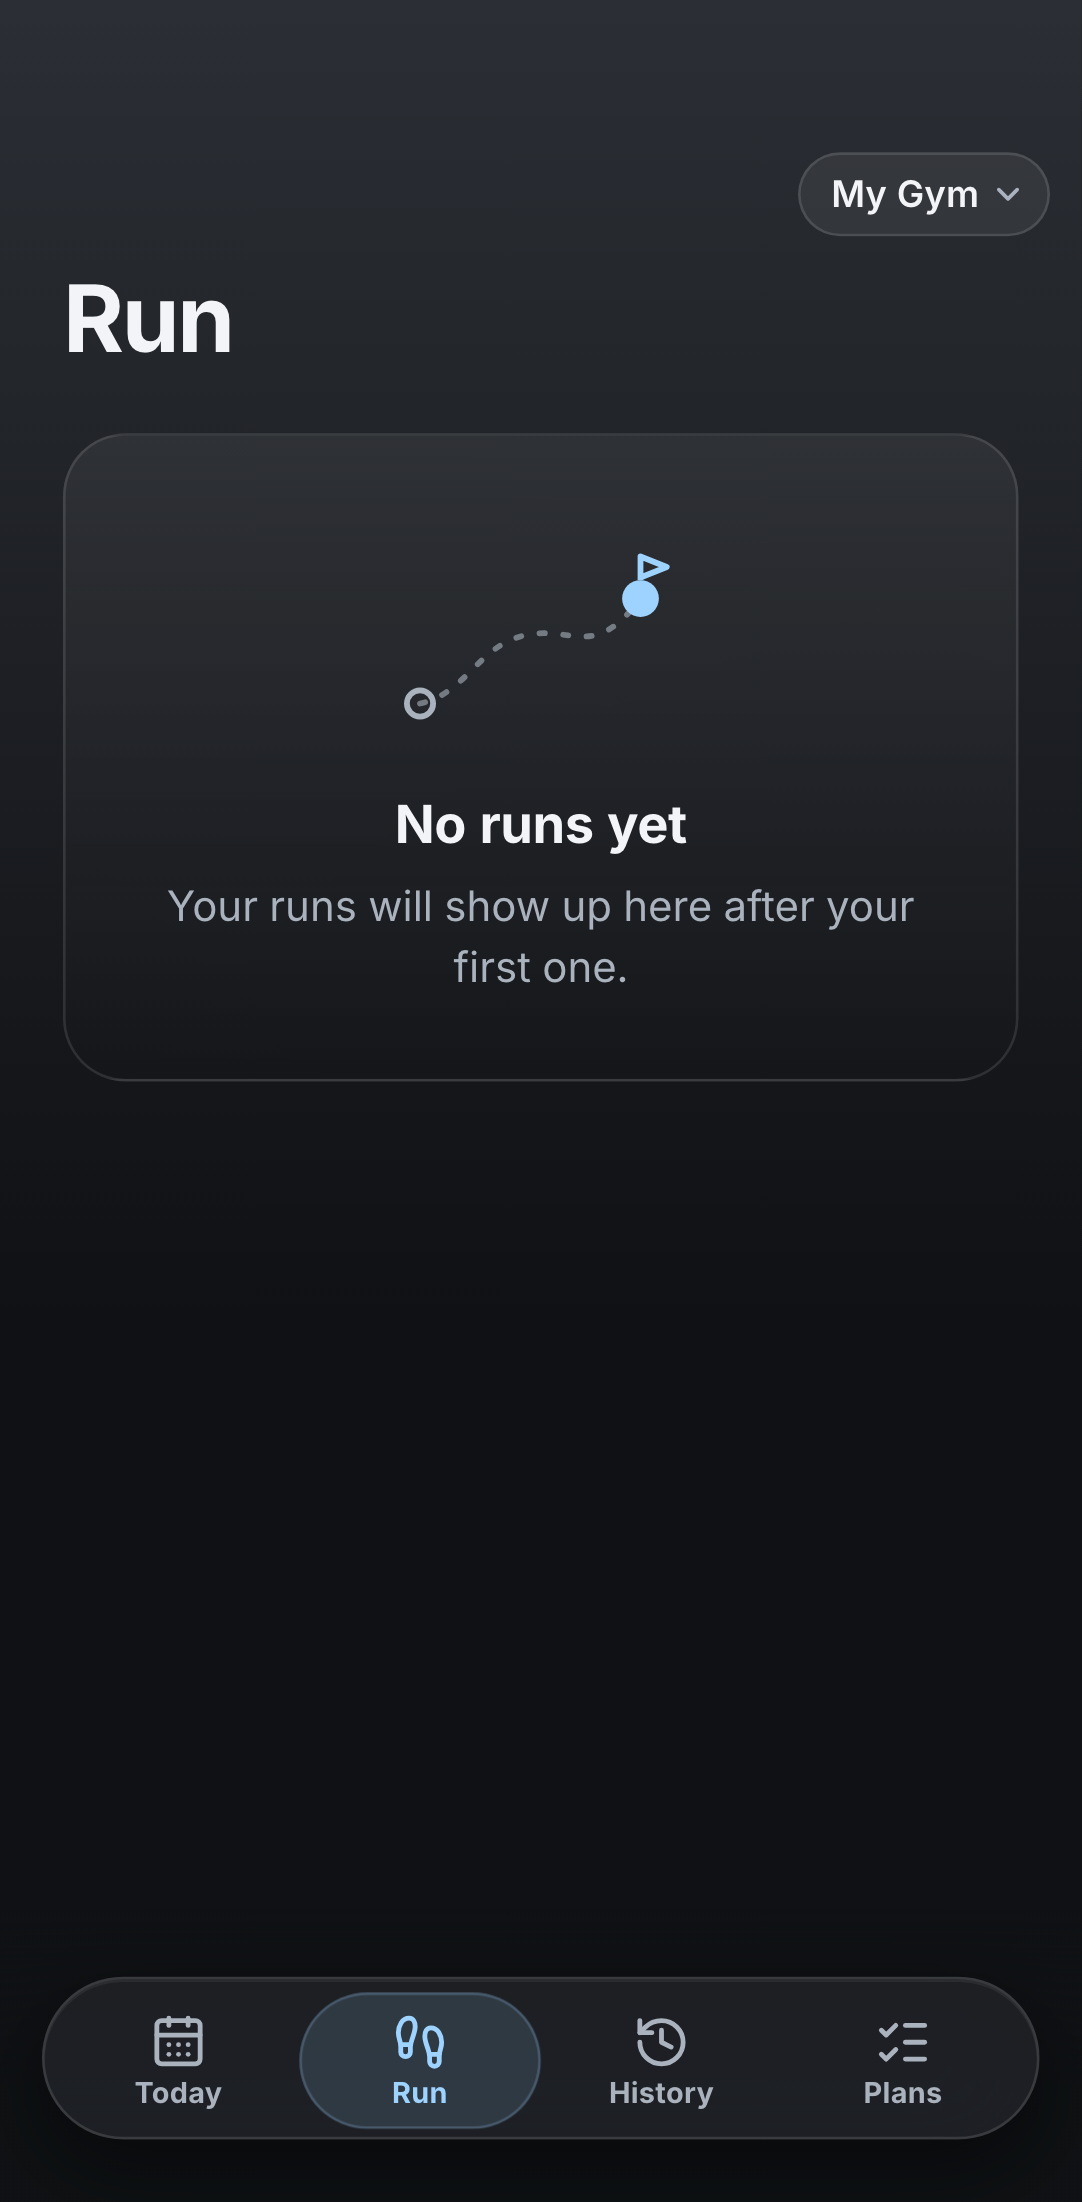 My Gym
Run
No runs yet
Your runs will show up here after your
first one.
Today
Run
History
Plans